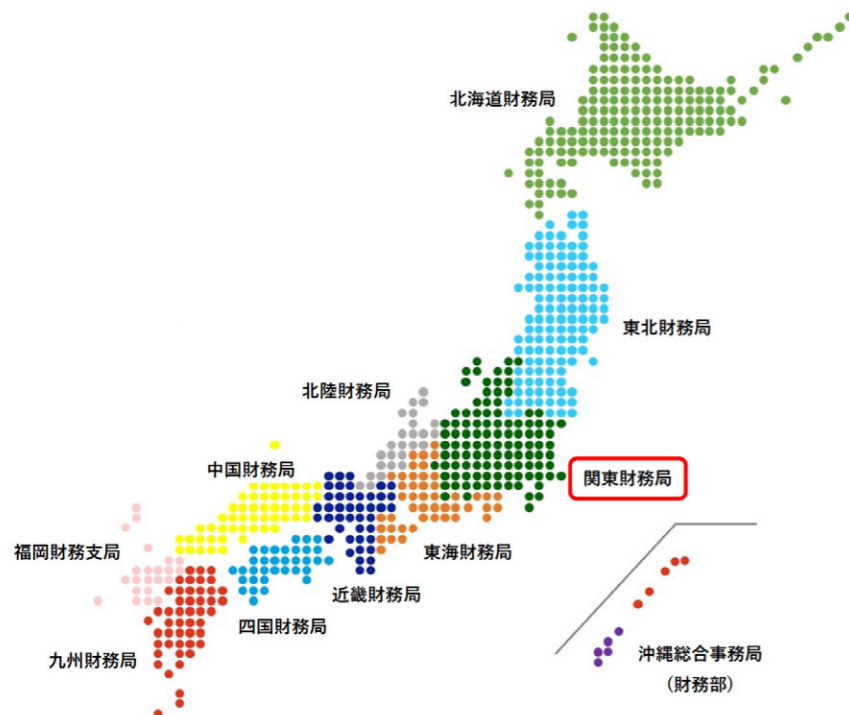 北海道財務局
東北財務局
北陸財務局
中国財務局
関東財務局
福岡財務支局
東海財務局
近畿財務局
四国財務局
九州財務局
沖縄総合事務局
(財務部)